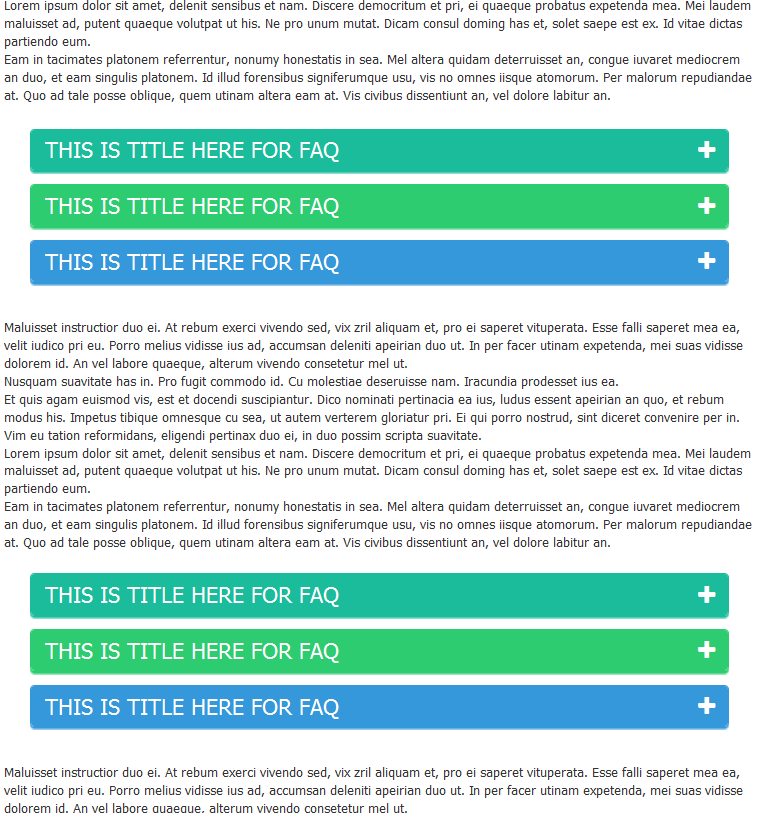 Lorem ipsum dolor sit amet, delenit sensibus et nam. Discere democritum et pri, ei quaeque probatus expetenda mea. Mei laudem
maluisset ad, putent quaeque volutpat ut his. Ne pro unum mutat. Dicam consul doming has et, solet saepe est ex. Id vitae dictas
partiendo eum.
Eam in tacimates platonem referrentur, nonumy honestatis in sea. Mel altera quidam deterruisset an, congue iuvaret mediocrem
an duo, et eam singulis platonem. Id illud forensibus signiferumque usu, vis no omnes iisque atomorum. Per malorum repudiandae
at. Quo ad tale posse oblique, quem utinam altera eam at. Vis civibus dissentiunt an, vel dolore labitur an.
THIS IS TITLE HERE FOR FAQ
THIS IS TITLE HERE FOR FAQ
THIS IS TITLE HERE FOR FAQ
Maluisset instructior duo ei. At rebum exerci vivendo sed, vix zril aliquam et, pro ei saperet vituperata. Esse falli saperet mea ea,
velit iudico pri eu. Porro melius vidisse ius ad, accumsan deleniti apeirian duo ut. In per facer utinam expetenda, mei suas vidisse
dolorem id. An vel labore quaeque, alterum vivendo consetetur mel ut.
Nusquam suavitate has in. Pro fugit commodo id. Cu molestiae deseruisse nam. Iracundia prodesset ius ea.
Et quis agam euismod vis, est et docendi suscipiantur. Dico nominati pertinacia ea ius, ludus essent apeirian an quo, et rebum
modus his. Impetus tibique omnesque cu sea, ut autem verterem gloriatur pri. Ei qui porro nostrud, sint diceret convenire per in.
Vim eu tation reformidans, eligendi pertinax duo ei, in duo possim scripta suavitate.
Lorem ipsum dolor sit amet, delenit sensibus et nam. Discere democritum et pri, ei quaeque probatus expetenda mea. Mei laudem
maluisset ad, putent quaeque volutpat ut his. Ne pro unum mutat. Dicam consul doming has et, solet saepe est ex. Id vitae dictas
partiendo eum.
Eam in tacimates platonem referrentur, nonumy honestatis in sea. Mel altera quidam deterruisset an, congue iuvaret mediocrem
an duo, et eam singulis platonem. Id illud forensibus signiferumque usu, vis no omnes iisque atomorum. Per malorum repudiandae
at. Quo ad tale posse oblique, quem utinam altera eam at. Vis civibus dissentiunt an, vel dolore labitur an.
THIS IS TITLE HERE FOR FAQ
THIS IS TITLE HERE FOR FAQ
THIS IS TITLE HERE FOR FAQ
Maluisset instructior duo ei. At rebum exerci vivendo sed, vix zril aliquam et, pro ei saperet vituperata. Esse falli saperet mea ea,
velit iudico pri eu. Porro melius vidisse ius ad, accumsan deleniti apeirian duo ut. In per facer utinam expetenda, mei suas vidisse
dolorem id. An vel labore quaeque, alterum vivendo consetetur mel ut.